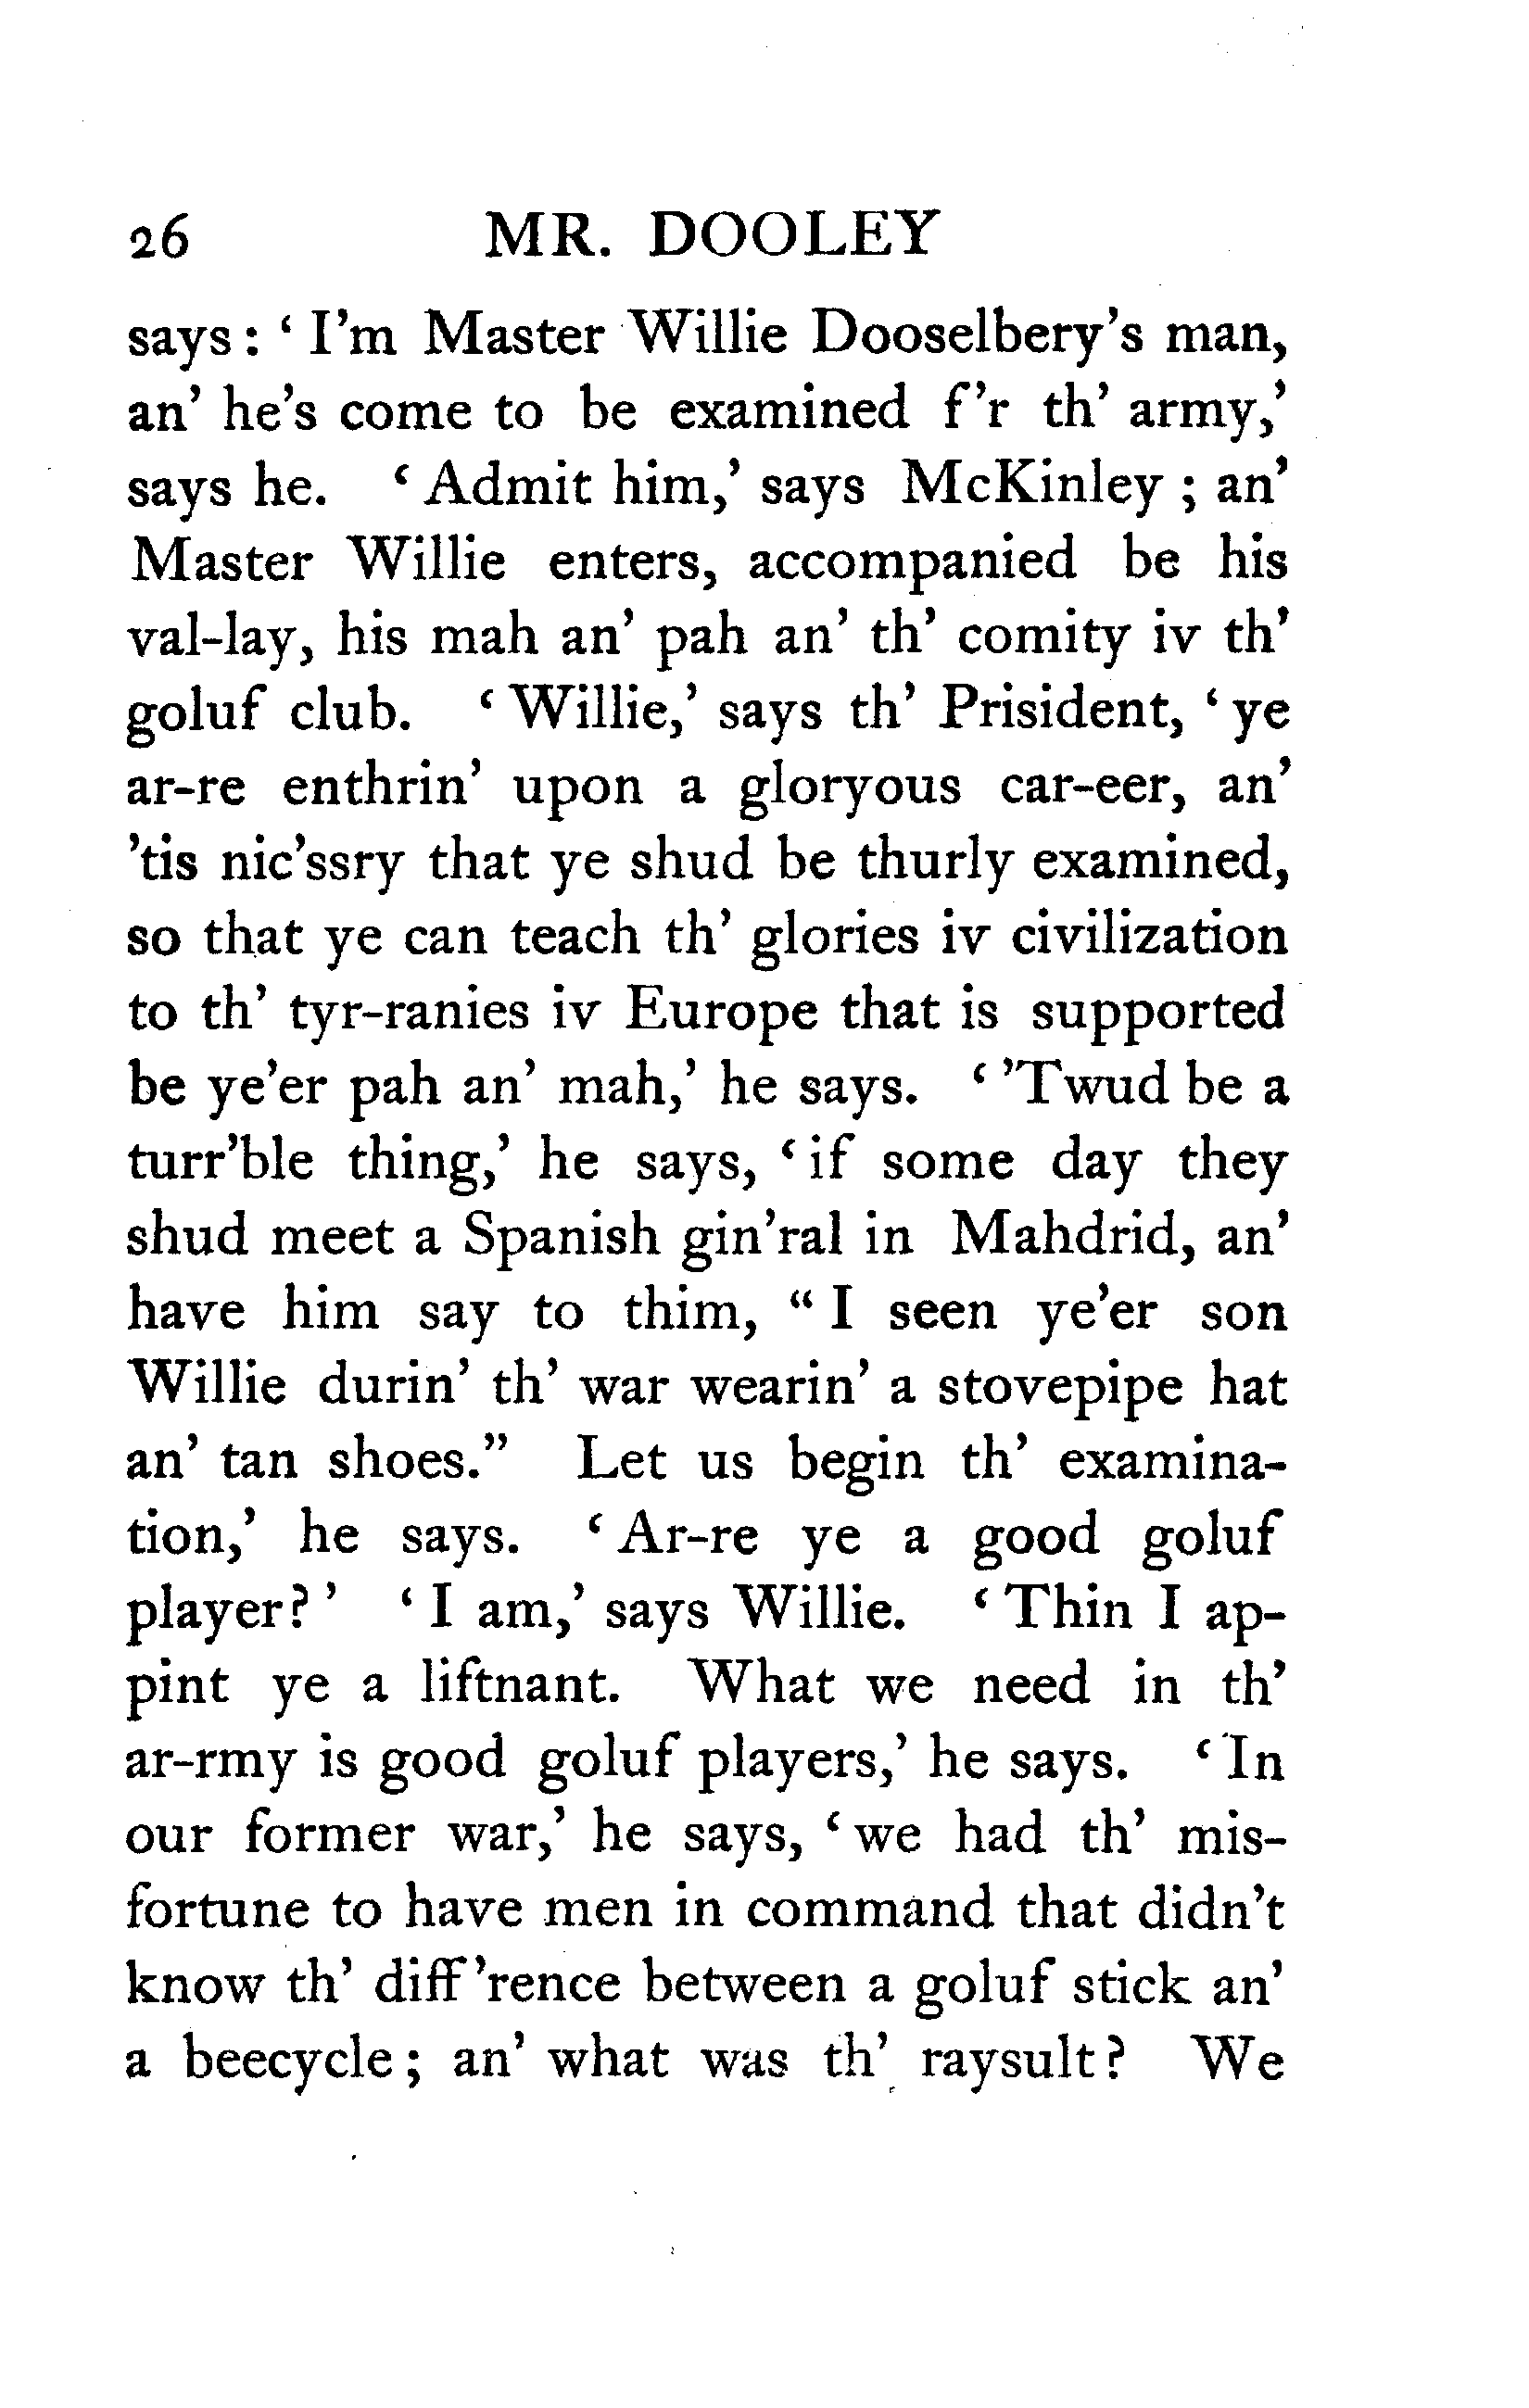 26 MR. DOOLEY
says : ' I'm Master Willie Dooselbery's man,
an' he's come to be examined f'r th' army,'
says he. ' Admit him,' says McKinley ; an'
Master Willie enters, accompanied be his
val-lay, his mah an' pah an' th' comity iv th'
goluf club. ' Willie,' says th' Prisident, ' ye
ar-re enthrin' upon a gloryous car-eer, an'
'tis nic'ssry that ye shud be thurly examined,
so that ye can teach th' glories iv civilization
to th' tyr-ranies iv Europe that is supported
be ye'er pah an' mah,' he says. ' 'Twud be a
turr'ble thing,' he says, ' if some day they
shud meet a Spanish gin'ral in Mahdrid, an'
have him say to thim, " I seen ye'er son
Willie durin' th' war wearin' a stovepipe hat
an' tan shoes." Let us begin th' examina-
tion,' he says. ' Ar-re ye a good goluf
player? ' ' I am,' says Willie. ' Thin I ap-
pint ye a liftnant. What we need in th'
ar-rmy is good goluf players,' he says. ' In
our former war,' he says, ' we had th' mis-
fortune to have men in command that didn't
know th' diff'rence between a goluf stick an'
a beecycle ; an' what was th' raysult ? We